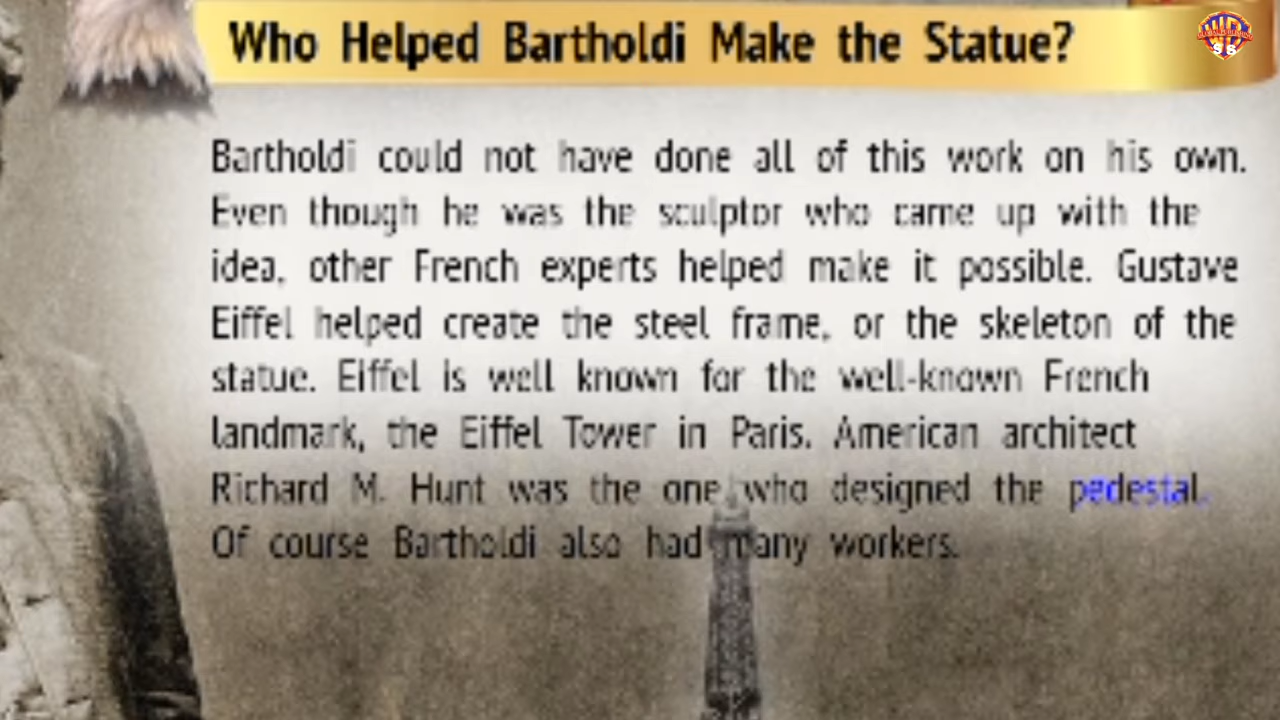 Who Helped Bartholdi Make the Statue?
Bartholdi could not have done all of this work on his own.
Even though he was the sculptor who came up with the
idea, other French experts helped make it possible. Gustave
Eiffel helped create the steel frame, or the skeleton of the
statue. Eiffel is well known for the well-known French
landmark, the Eiffel Tower in Paris. American architect
Richard M. Hunt was the one who designed the pedestal.
Of course Bartholdi also had many workers.